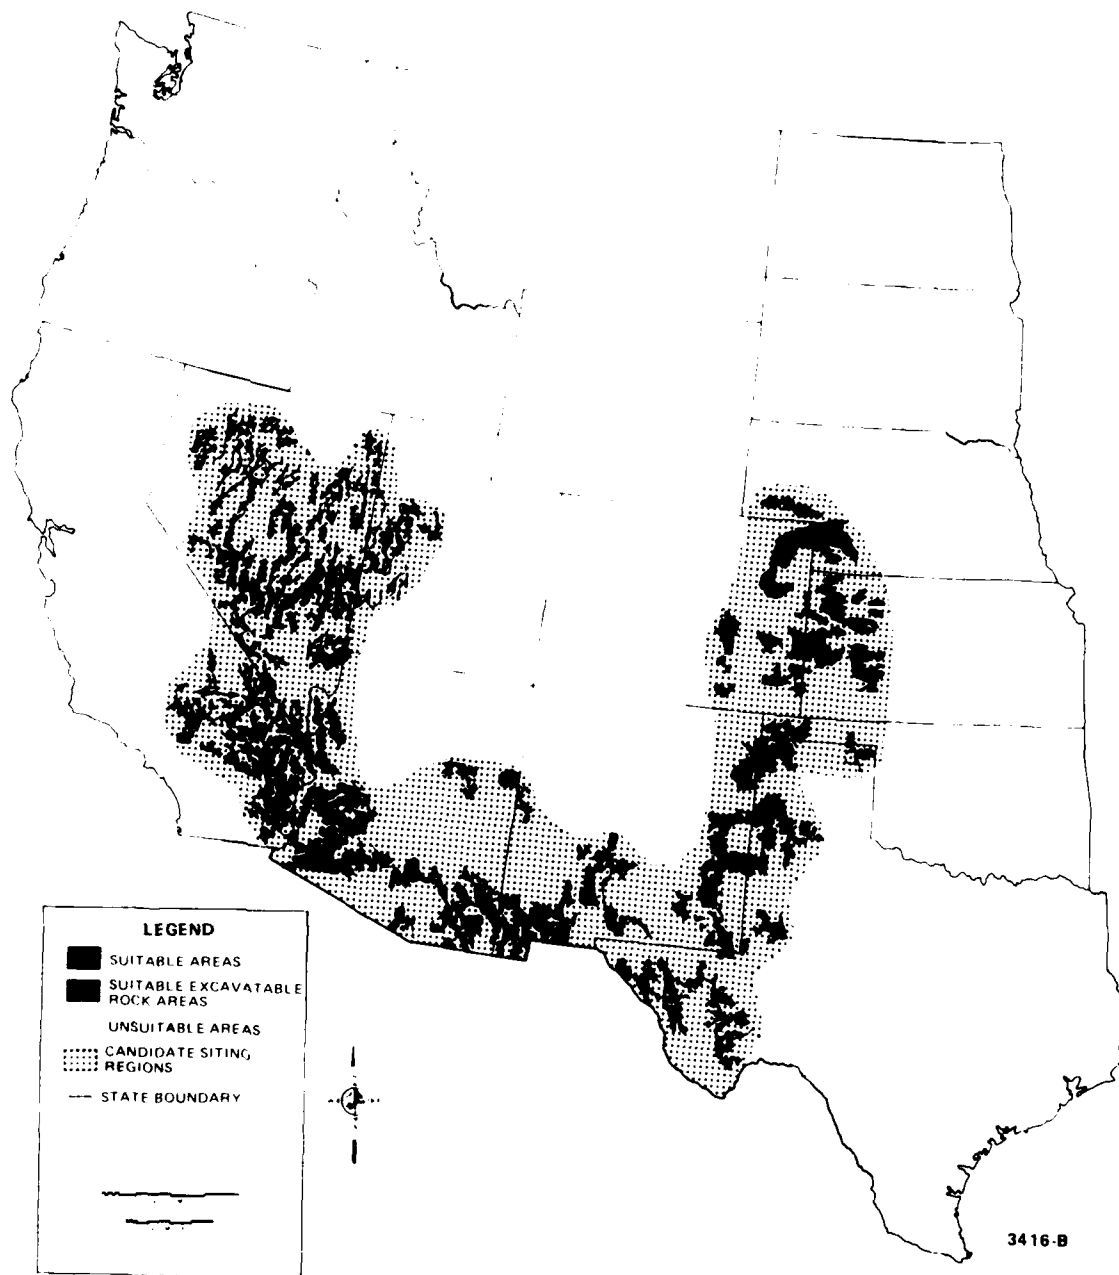 LEGEND
SUITABLE AREAS
SUITABLE EXCAVATABLE
ROCK AREAS
UNSUITABLE AREAS
CANDIDATE SITING
REGIONS
STATE BOUNDARY
3416-B